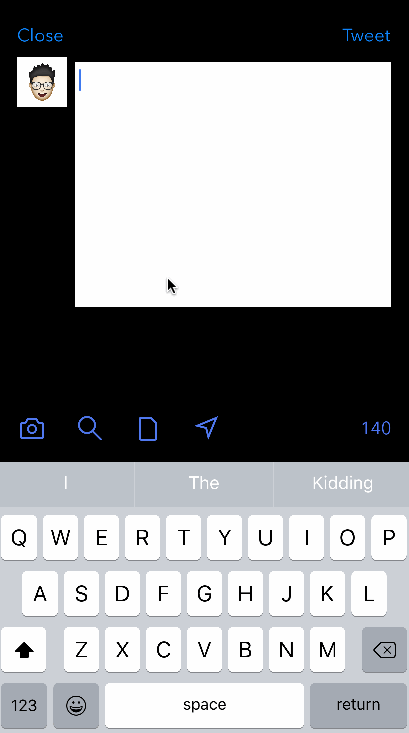 Close Tweet
140
I The Kidding
Q W E R T Y U I O P
A S D F G H J K L
Z X C V B N M
123 space return